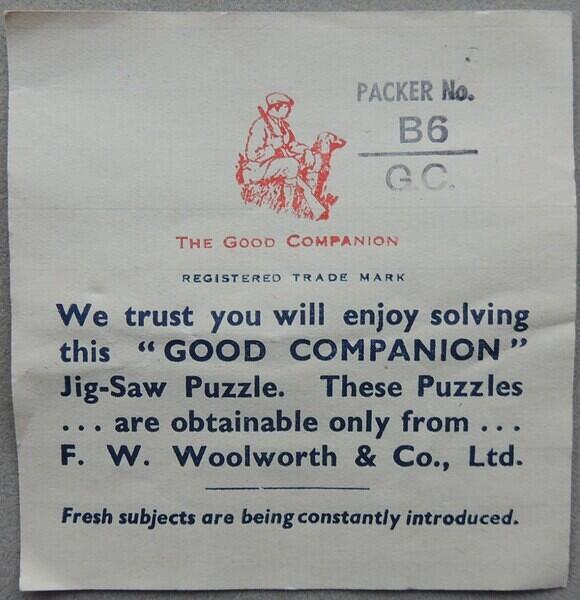 PACKER No.
B6
G.C.
THE GOOD COMPANION
REGISTERED TRADE MARK
We trust you will enjoy solving
this "GOOD COMPANION"
Jig-Saw Puzzle. These Puzzles
... are obtainable only from ...
F. W. Woolworth & Co., Ltd.
Fresh subjects are being constantly introduced.